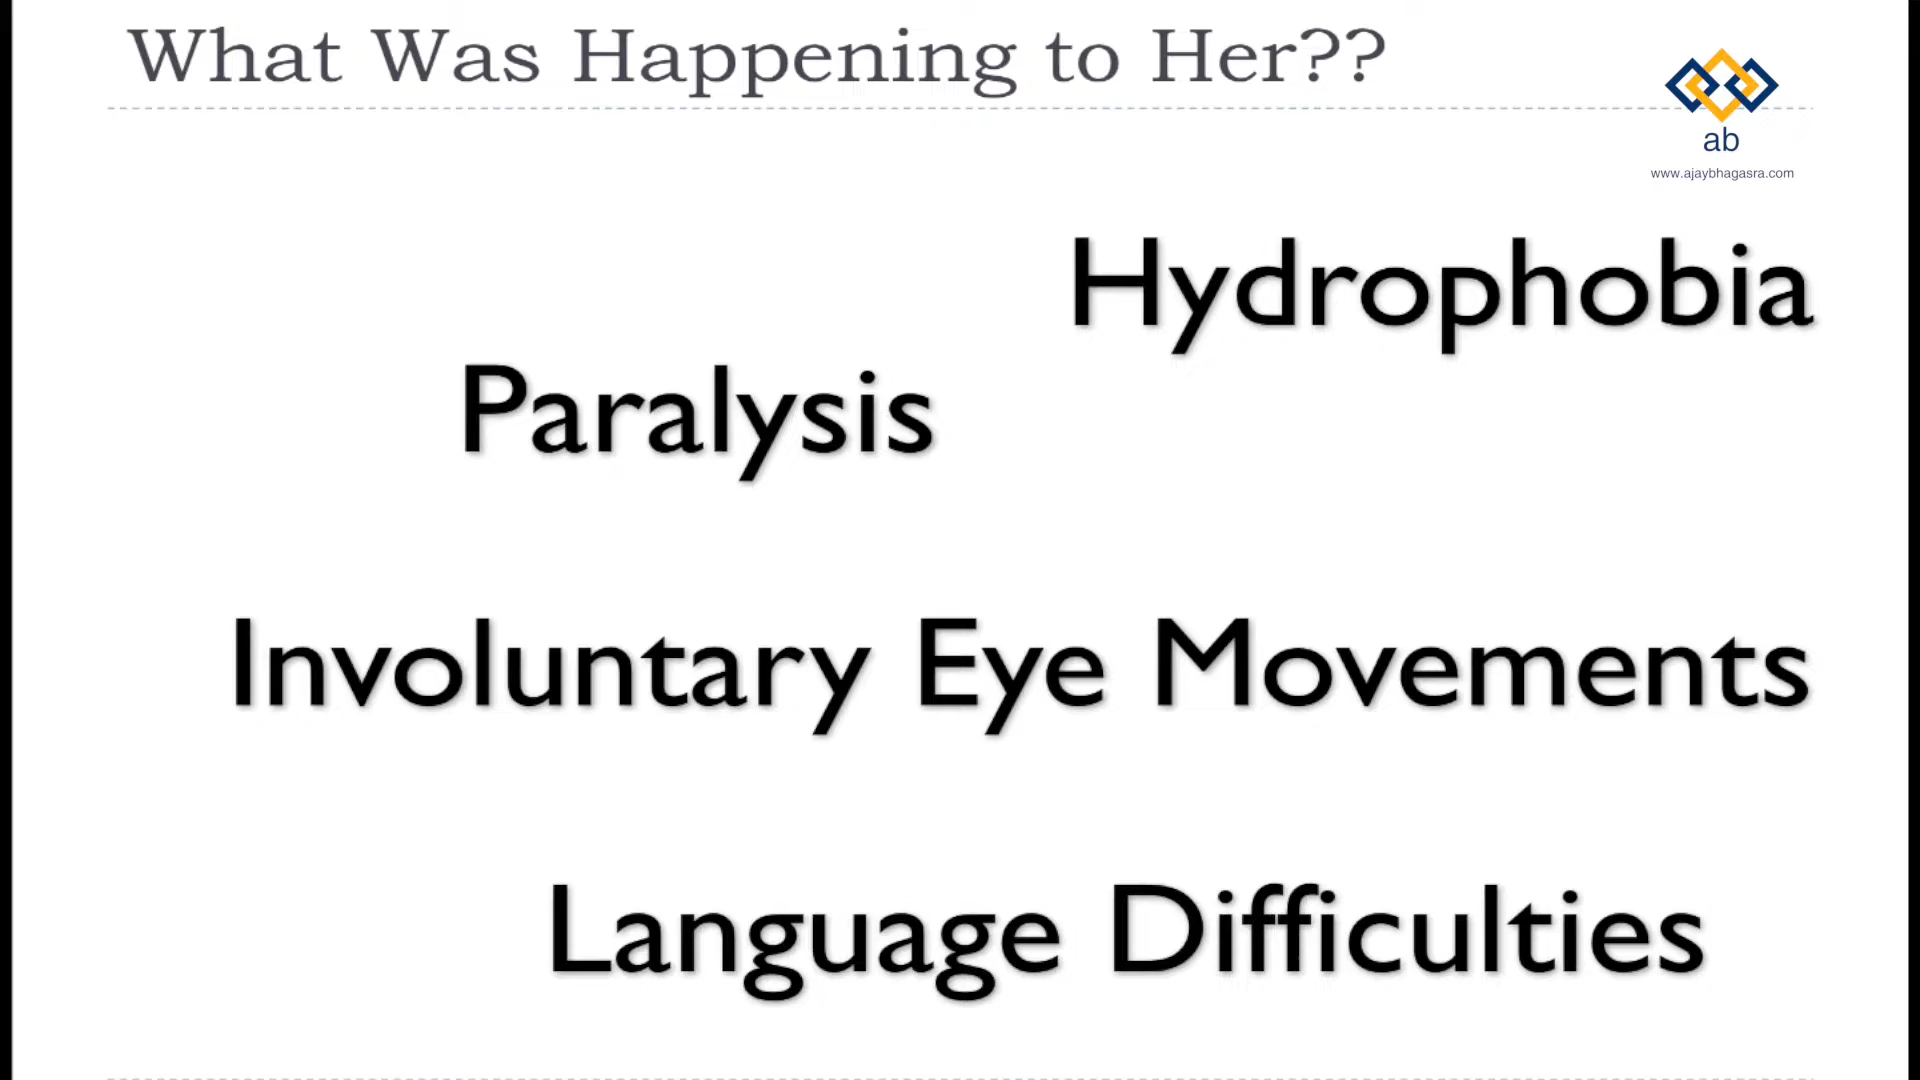 What Was Happening to Her??
ab
www.ajaybhagasra.com
Hydrophobia
Paralysis
Involuntary Eye Movements
Language Difficulties